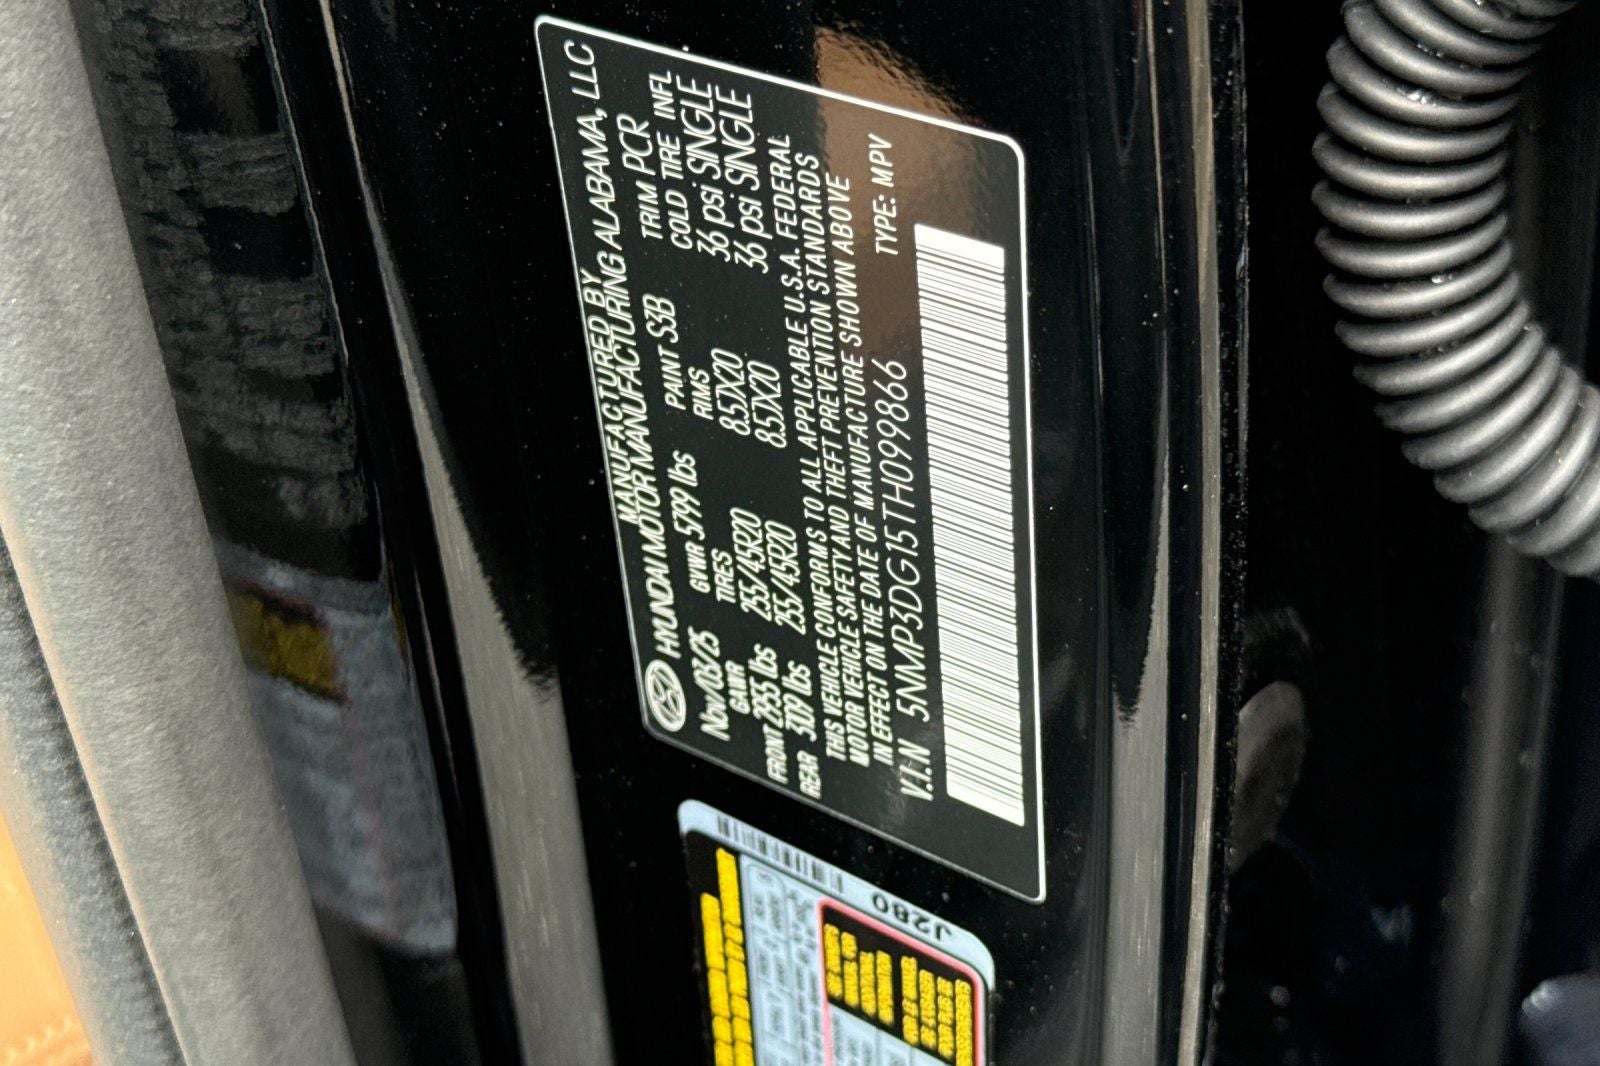 MANUFACTURED BY
HYUNDAI MOTOR MANUFACTURING ALABAMA, LLC
Nov/03/25 GVWR 5799 lbs PAINT S3B TRIM PCR
GAWR TIRES RIMS COLD TIRE INFL
FRONT 2933 lbs 255/45R20 8.5JX20 36 psi SINGLE
REAR 3109 lbs 255/45R20 8.5JX20 36 psi SINGLE
THIS VEHICLE CONFORMS TO ALL APPLICABLE U.S.A. FEDERAL
MOTOR VEHICLE SAFETY AND THEFT PREVENTION STANDARDS
IN EFFECT ON THE DATE OF MANUFACTURE SHOWN ABOVE
V.I.N 5NMP3DG15TH099866 TYPE: MPV
J280